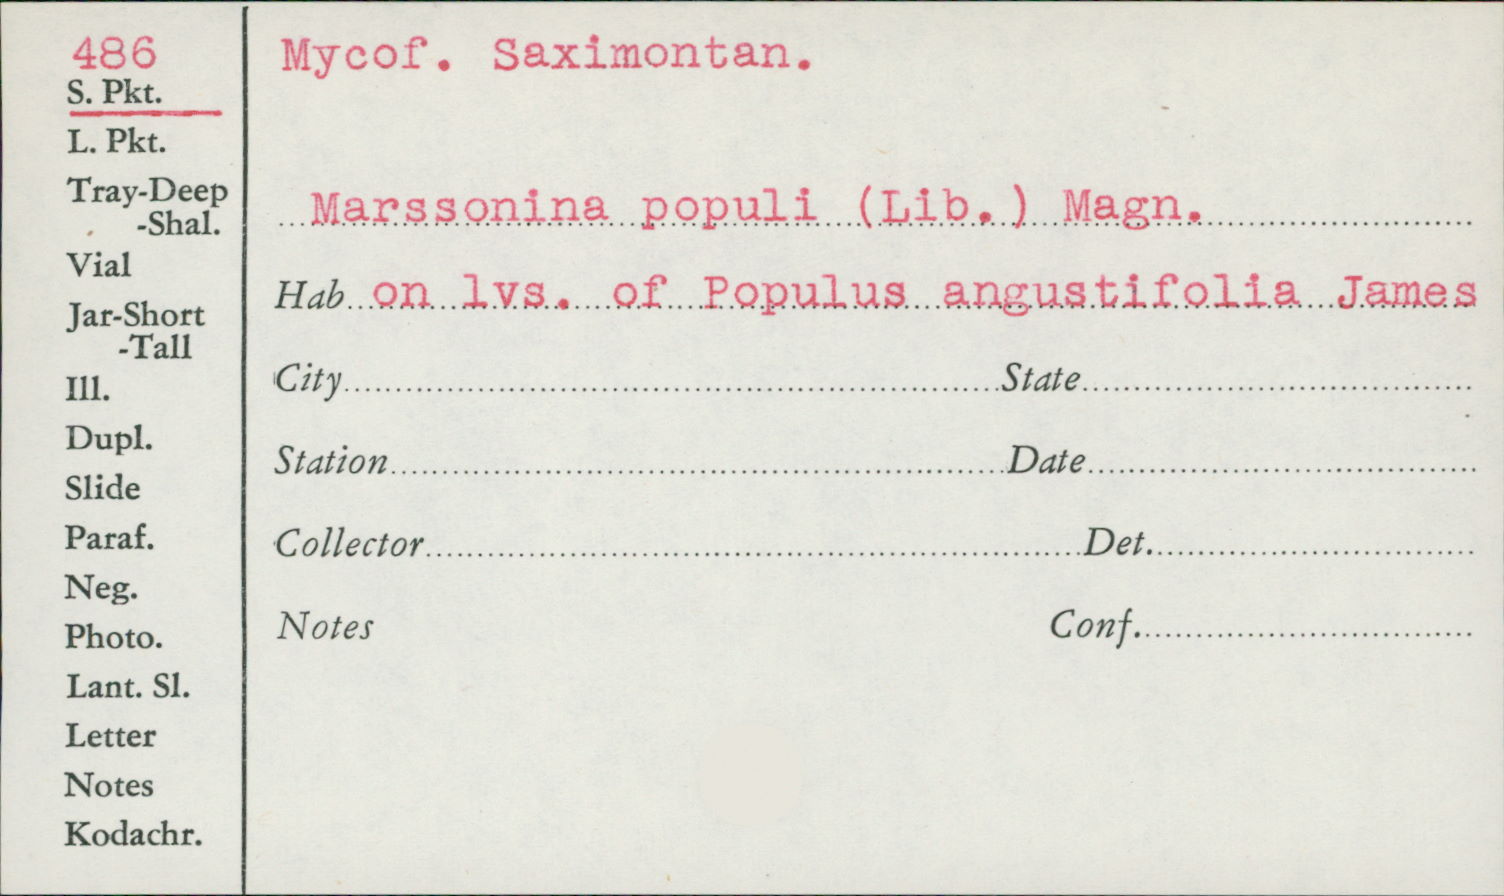 486
S. Pkt.
L. Pkt.
Tray-Deep
-Shal.
Vial
Jar-Short
-Tall
Ill.
Dupl.
Slide
Paraf.
Neg.
Photo.
Lant. Sl.
Letter
Notes
Kodachr.
Mycof. Saximontan.
Marssonina populi (Lib.) Magn.
Hab on lvs. of Populus angustifolia James
City State
Station Date
Collector Det.
Notes Conf.